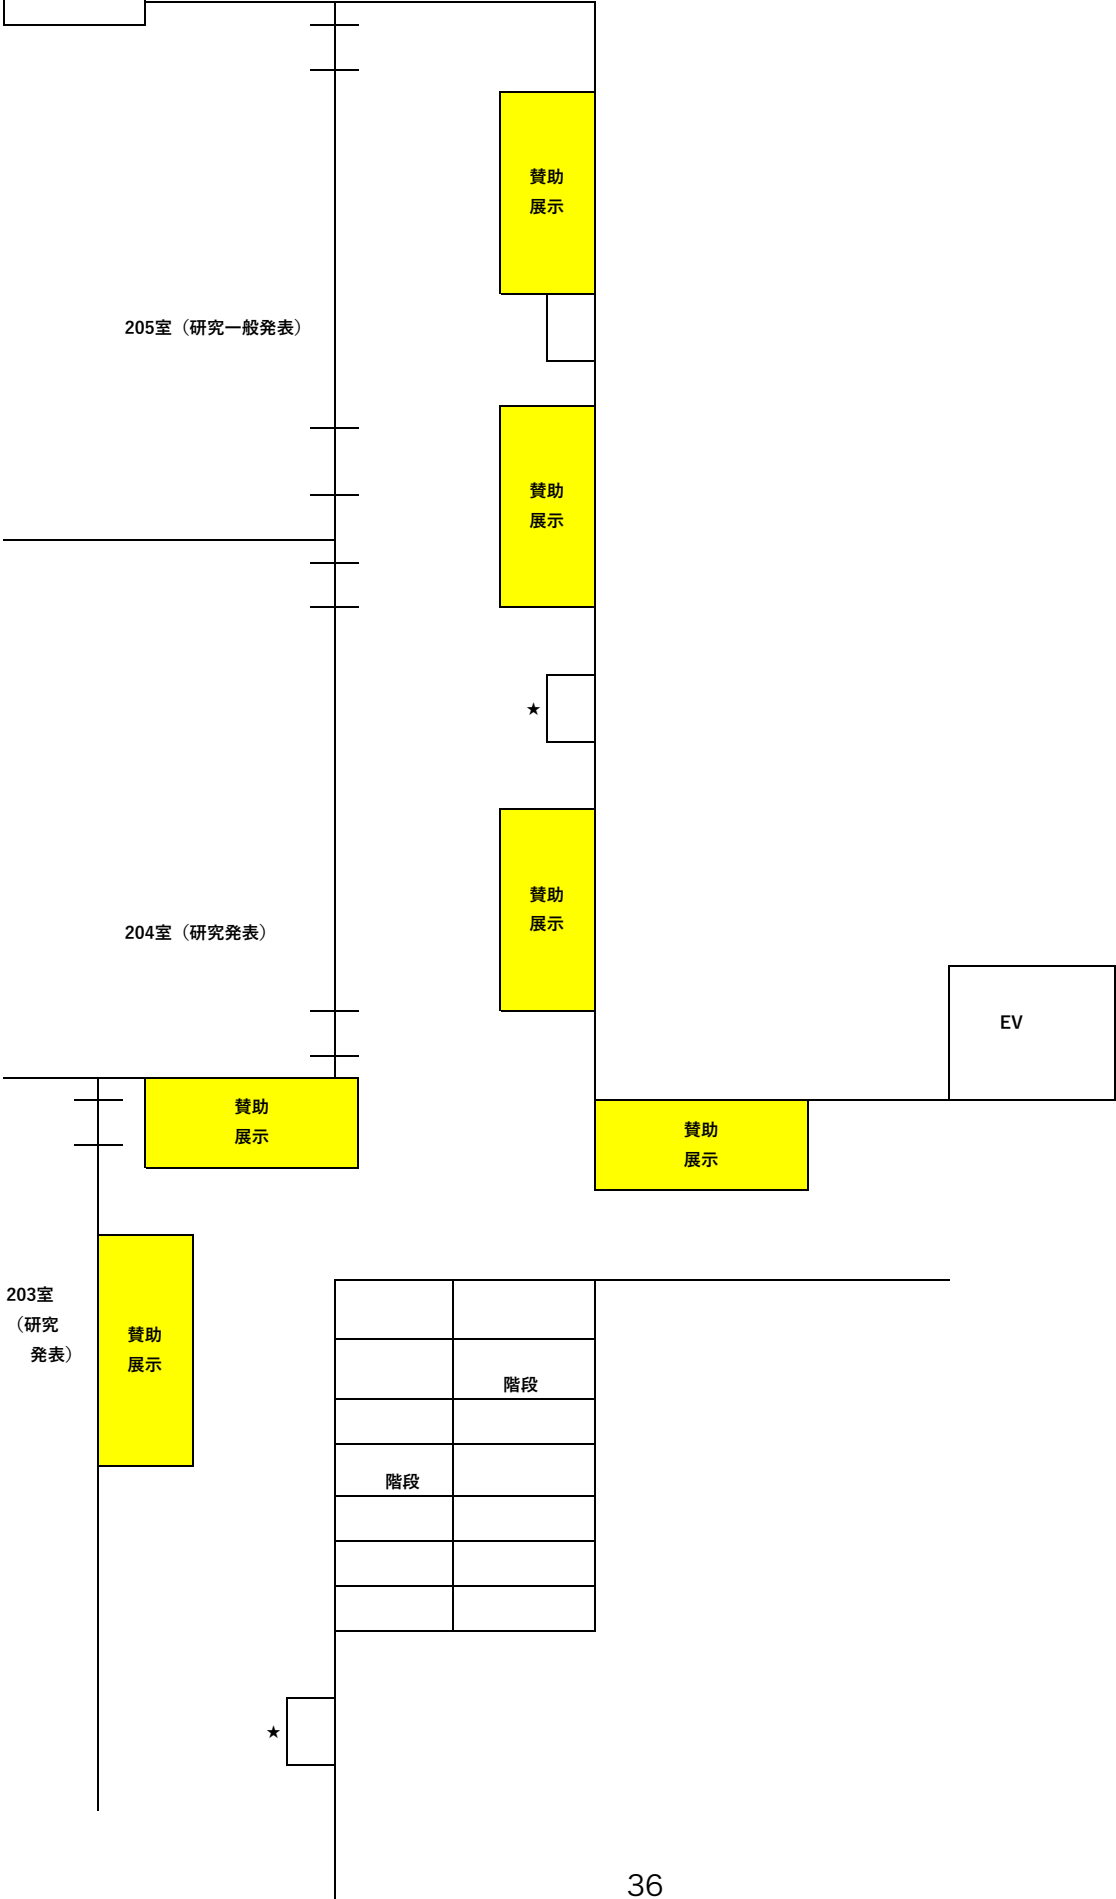 賛助
展示
205室（研究一般発表）
賛助
展示
★
賛助
展示
204室（研究発表）
EV
賛助
展示
賛助
展示
203室
（研究
発表）
賛助
展示
階段
階段
★
36